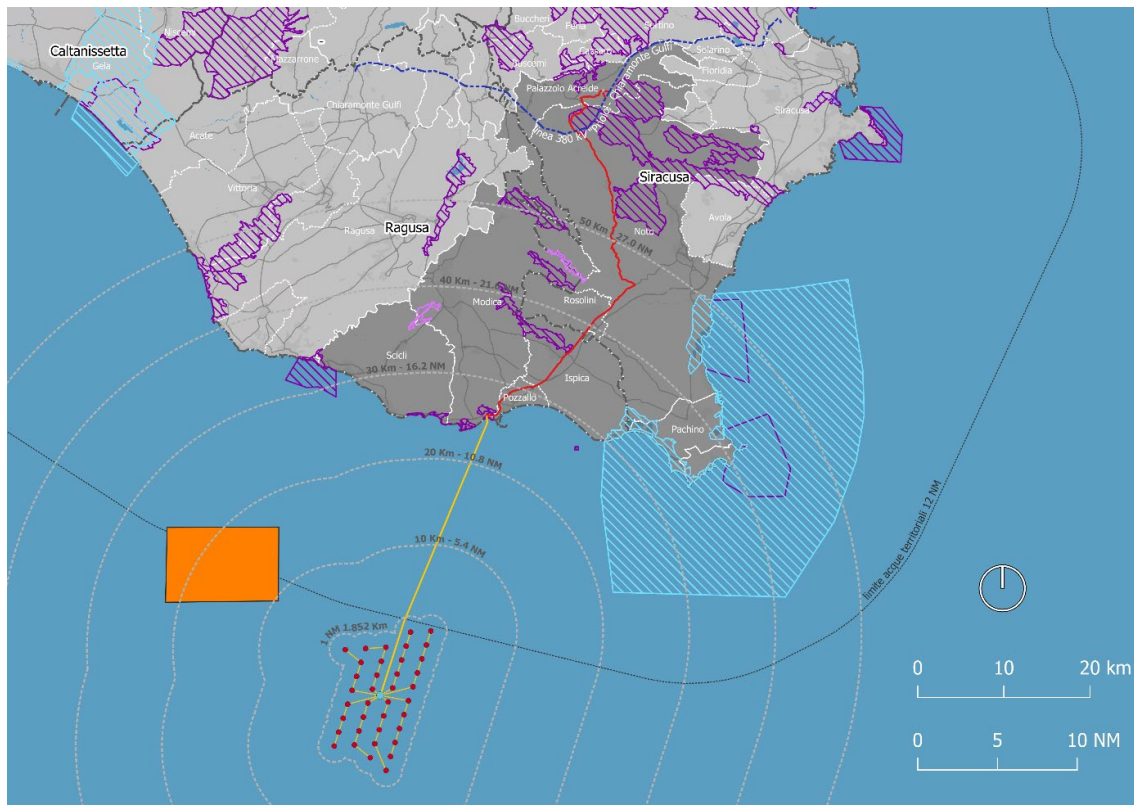 Buccheri
Ferla
Sortino
Caltanissetta
Niscemi
Cassaro
Solarino
Gela
Mazzarrone
Buscemi
Floridia
Palazzolo Acreide
Chiaramonte Gulfi
Siracusa
linea 380 kV - Paternò - Chiaramonte Gulfi
Acate
Siracusa
Vittoria
Avola
Ragusa
Ragusa
Noto
50 Km - 27.0 NM
40 Km - 21.6 NM
Modica
Rosolini
Scicli
30 Km - 16.2 NM
Ispica
Pozzallo
Pachino
20 Km - 10.8 NM
10 Km - 5.4 NM
limite acque territoriali 12 NM
1 NM 1.852 Km
0 10 20 km
0 5 10 NM